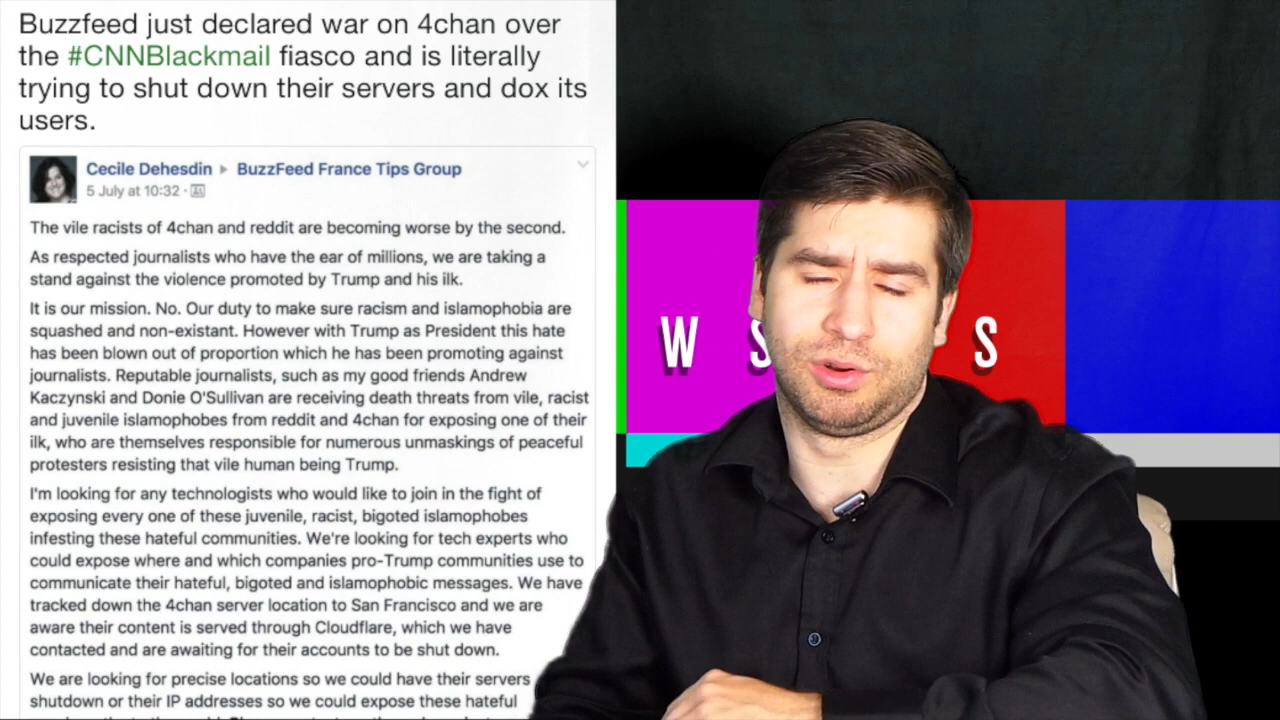 Buzzfeed just declared war on 4chan over
the #CNNBlackmail fiasco and is literally
trying to shut down their servers and dox its
users.
Cecile Dehesdin ▸ BuzzFeed France Tips Group
5 July at 10:32 ·
The vile racists of 4chan and reddit are becoming worse by the second.
As respected journalists who have the ear of millions, we are taking a
stand against the violence promoted by Trump and his ilk.
It is our mission. No. Our duty to make sure racism and islamophobia are
squashed and non-existant. However with Trump as President this hate
has been blown out of proportion which he has been promoting against
journalists. Reputable journalists, such as my good friends Andrew
Kaczynski and Donie O'Sullivan are receiving death threats from vile, racist
and juvenile islamophobes from reddit and 4chan for exposing one of their
ilk, who are themselves responsible for numerous unmaskings of peaceful
protesters resisting that vile human being Trump.
I'm looking for any technologists who would like to join in the fight of
exposing every one of these juvenile, racist, bigoted islamophobes
infesting these hateful communities. We're looking for tech experts who
could expose where and which companies pro-Trump communities use to
communicate their hateful, bigoted and islamophobic messages. We have
tracked down the 4chan server location to San Francisco and we are
aware their content is served through Cloudflare, which we have
contacted and are awaiting for their accounts to be shut down.
We are looking for precise locations so we could have their servers
shutdown or their IP addresses so we could expose these hateful
W S S